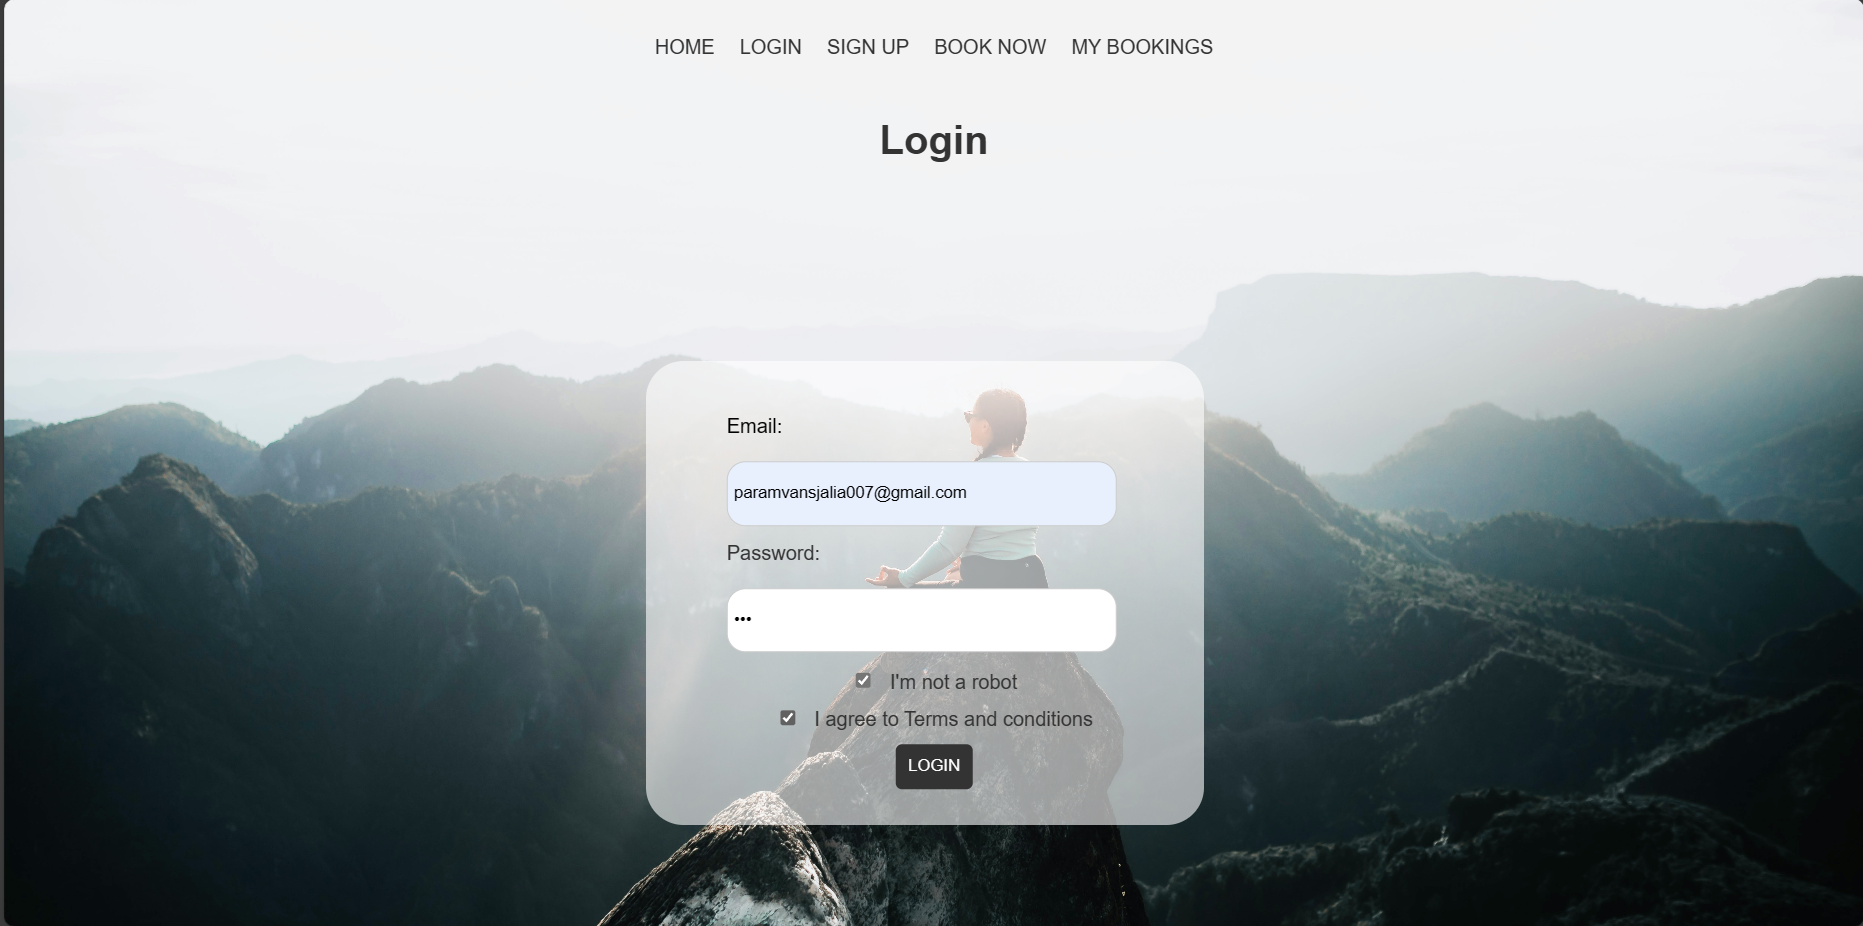 HOME LOGIN SIGN UP BOOK NOW MY BOOKINGS
Login
Email:
paramvansjalia007@gmail.com
Password:
•••
I'm not a robot
I agree to Terms and conditions
LOGIN